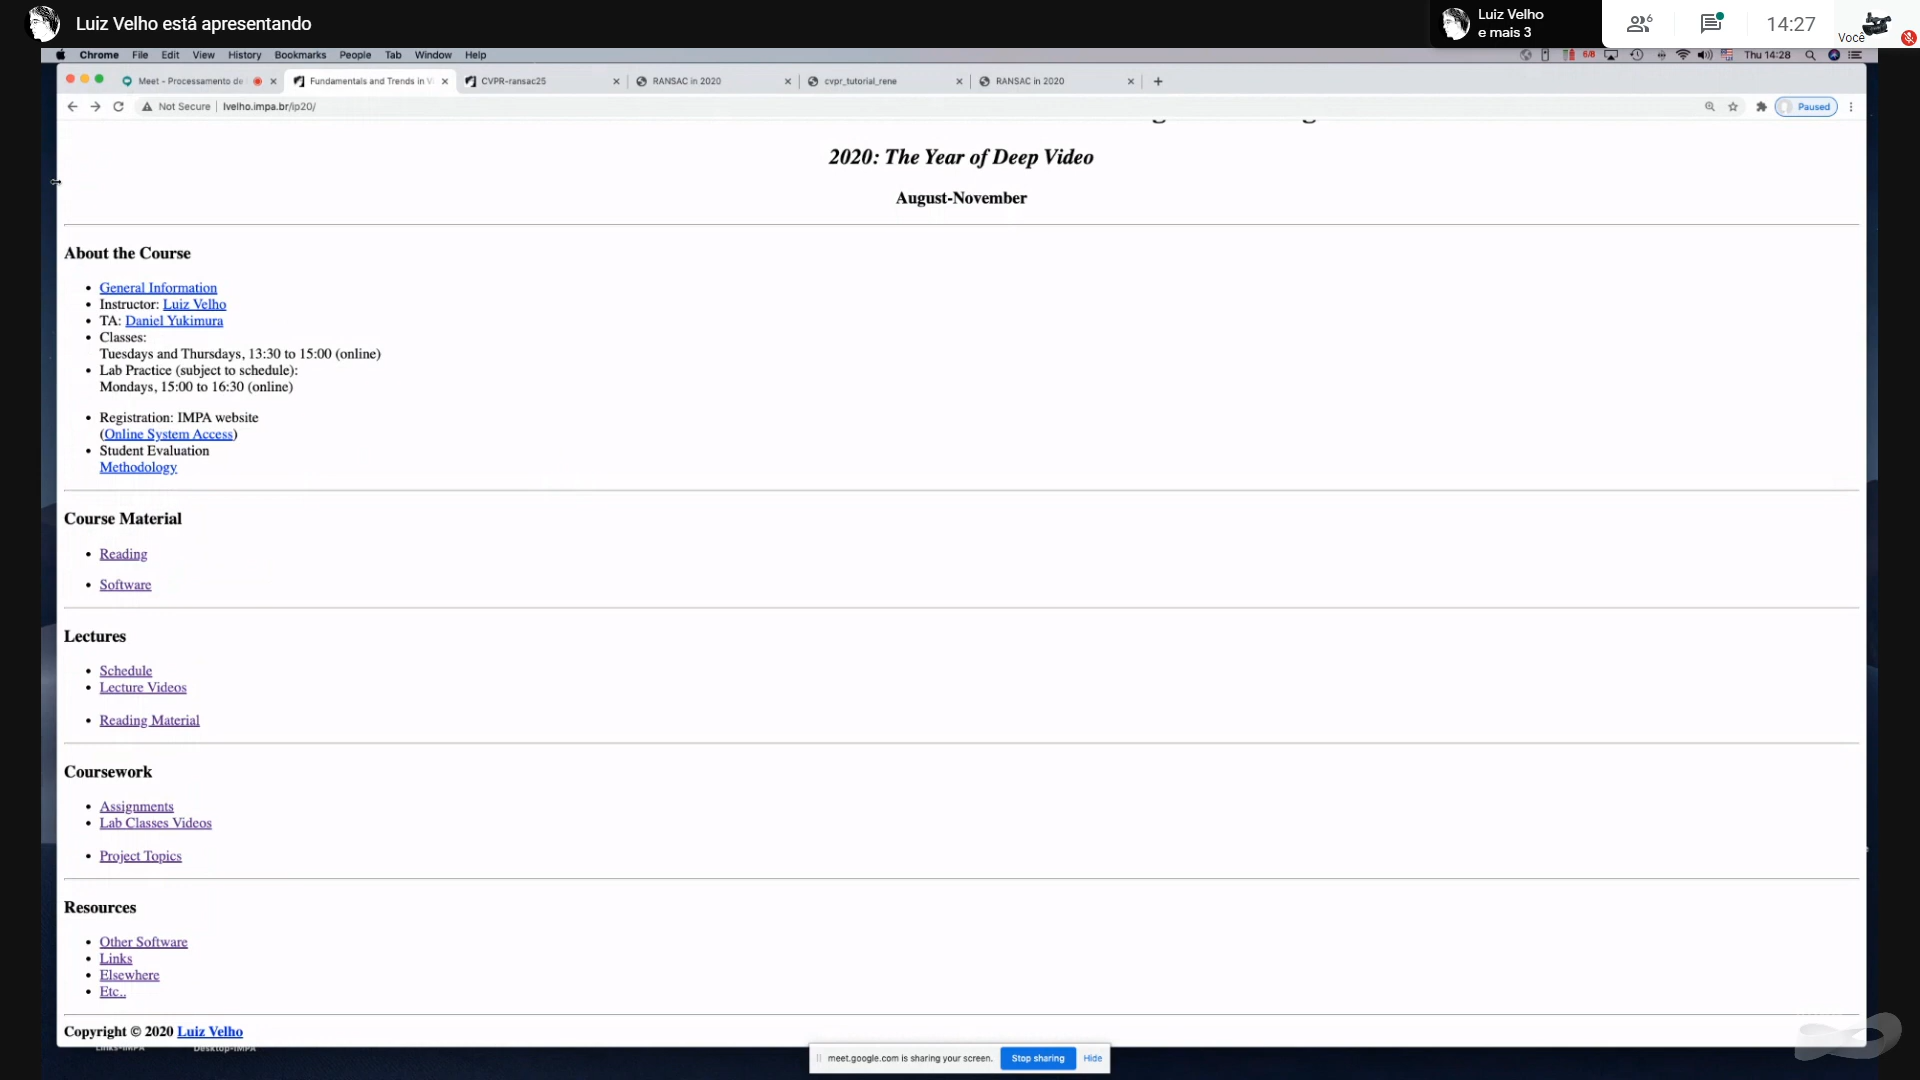 Luiz Velho está apresentando
Luiz Velho
e mais 3
6
14:27
Você
Chrome File Edit View History Bookmarks People Tab Window Help
6/8
Thu 14:28
Meet - Processamento de
Fundamentals and Trends in V
CVPR-ransac25
RANSAC in 2020
cvpr_tutorial_rene
RANSAC in 2020
Not Secure | lvelho.impa.br/ip20/
Paused
2020: The Year of Deep Video
August-November
About the Course
General Information
Instructor: Luiz Velho
TA: Daniel Yukimura
Classes:
Tuesdays and Thursdays, 13:30 to 15:00 (online)
Lab Practice (subject to schedule):
Mondays, 15:00 to 16:30 (online)
Registration: IMPA website
(Online System Access)
Student Evaluation
Methodology
Course Material
Reading
Software
Lectures
Schedule
Lecture Videos
Reading Material
Coursework
Assignments
Lab Classes Videos
Project Topics
Resources
Other Software
Links
Elsewhere
Etc..
Copyright © 2020 Luiz Velho
Links-IMPA Desktop-IMPA
meet.google.com is sharing your screen. Stop sharing Hide